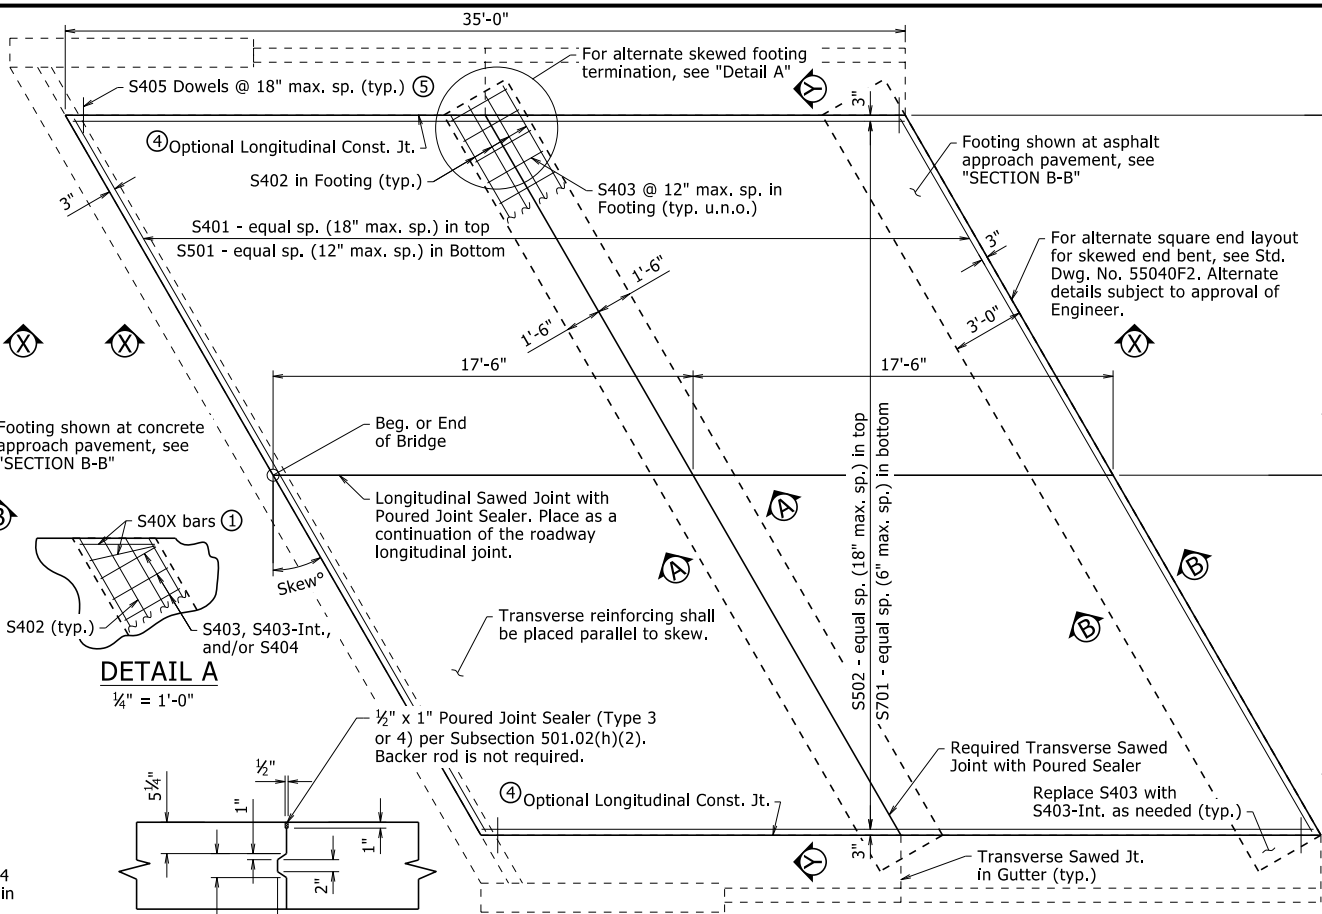 35'-0"
For alternate skewed footing
termination, see "Detail A"
S405 Dowels @ 18" max. sp. (typ.) ⑤
Y
3"
④ Optional Longitudinal Const. Jt.
Footing shown at asphalt
approach pavement, see
"SECTION B-B"
S402 in Footing (typ.)
S403 @ 12" max. sp. in
Footing (typ. u.n.o.)
3"
S401 - equal sp. (18" max. sp.) in top
S501 - equal sp. (12" max. sp.) in Bottom
3"
For alternate square end layout
for skewed end bent, see Std.
Dwg. No. 55040F2. Alternate
details subject to approval of
Engineer.
1'-6"
1'-6"
3'-0"
X
X
X
17'-6"
17'-6"
Footing shown at concrete
approach pavement, see
"SECTION B-B"
Beg. or End
of Bridge
S502 - equal sp. (18" max. sp.) in top
S701 - equal sp. (6" max. sp.) in bottom
Longitudinal Sawed Joint with
Poured Joint Sealer. Place as a
continuation of the roadway
longitudinal joint.
A
A
B
B
B
S40X bars ①
Skew°
S402 (typ.)
S403, S403-Int.,
and/or S404
DETAIL A
¼" = 1'-0"
Transverse reinforcing shall
be placed parallel to skew.
½" x 1" Poured Joint Sealer (Type 3
or 4) per Subsection 501.02(h)(2).
Backer rod is not required.
½"
5¼"
1"
1"
2"
④ Optional Longitudinal Const. Jt.
Required Transverse Sawed
Joint with Poured Sealer
Replace S403 with
S403-Int. as needed (typ.)
Y
3"
Transverse Sawed Jt.
in Gutter (typ.)
4
in